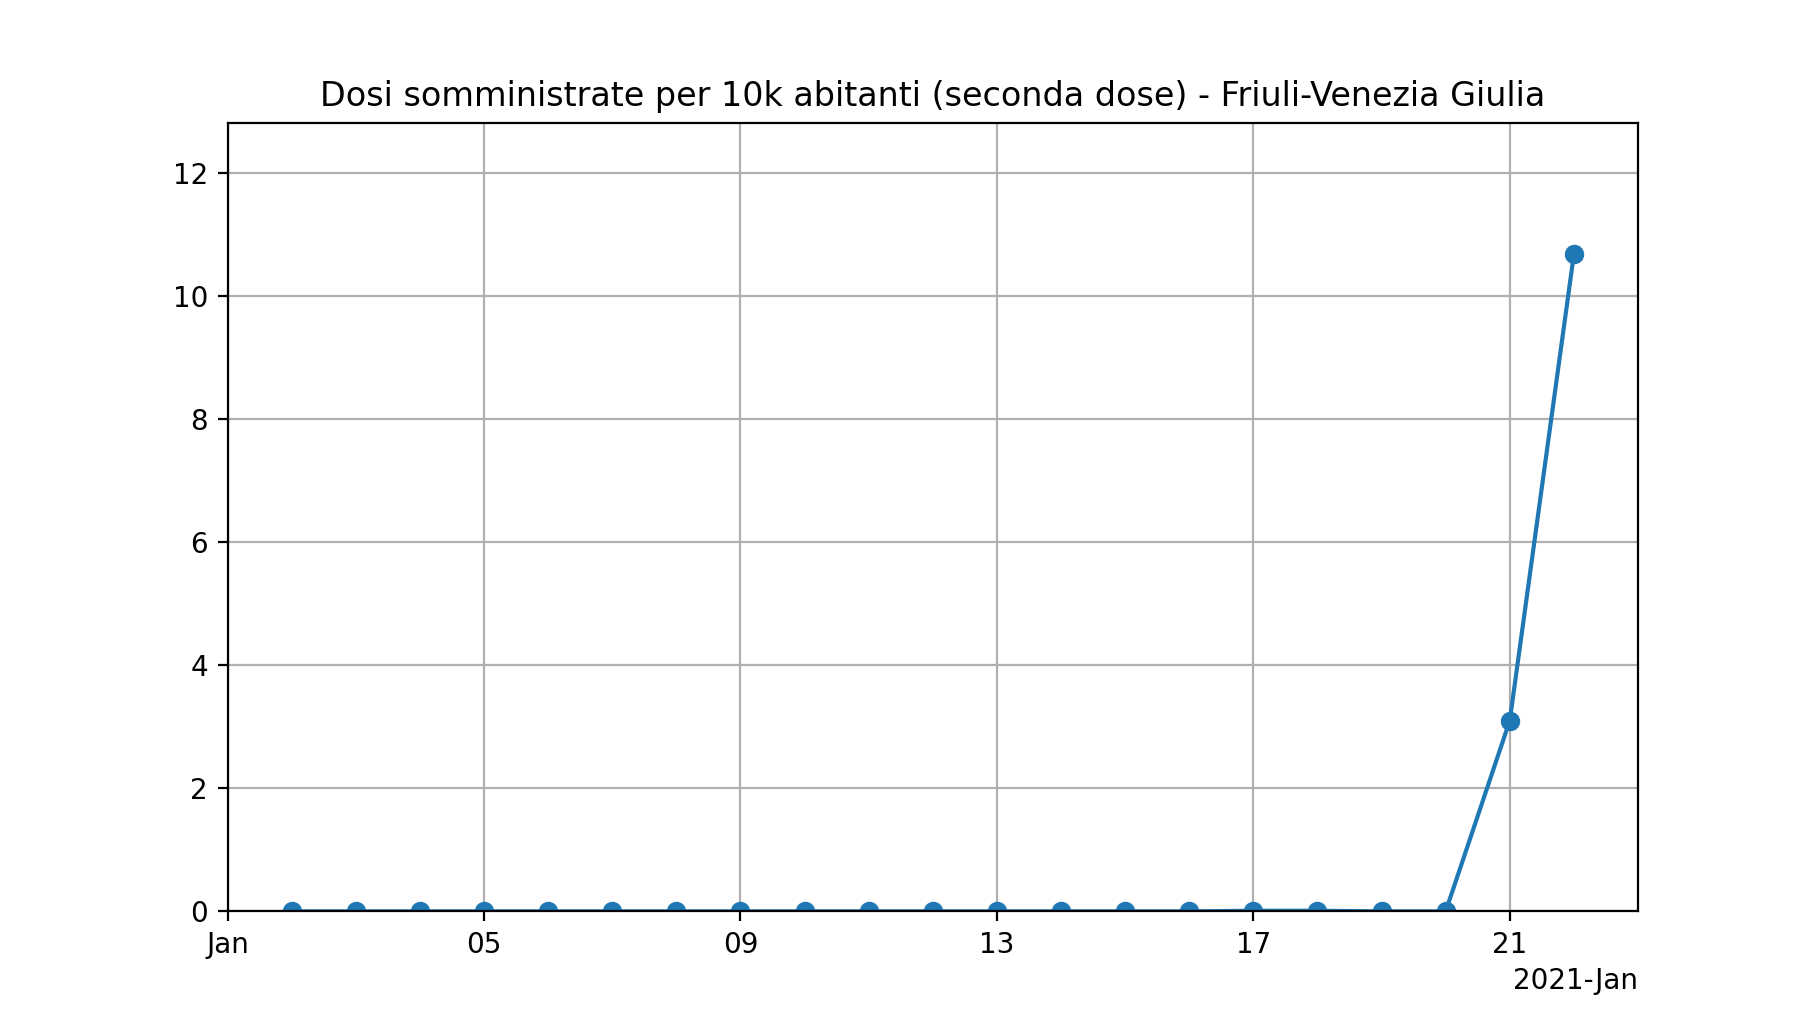 Dosi somministrate per 10k abitanti (seconda dose) - Friuli-Venezia Giulia
12
10
8
6
4
2
0
Jan 05 09 13 17 21
2021-Jan